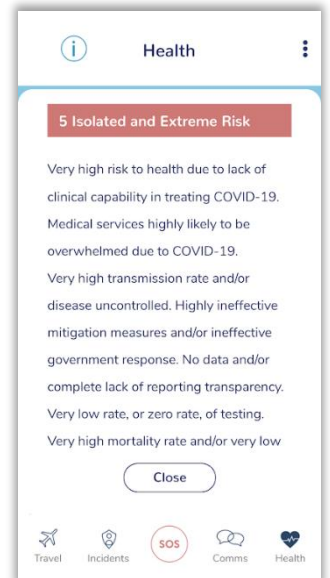 i Health
5 Isolated and Extreme Risk
Very high risk to health due to lack of
clinical capability in treating COVID-19.
Medical services highly likely to be
overwhelmed due to COVID-19.
Very high transmission rate and/or
disease uncontrolled. Highly ineffective
mitigation measures and/or ineffective
government response. No data and/or
complete lack of reporting transparency.
Very low rate, or zero rate, of testing.
Very high mortality rate and/or very low
Close
SOS
Travel Incidents Comms Health